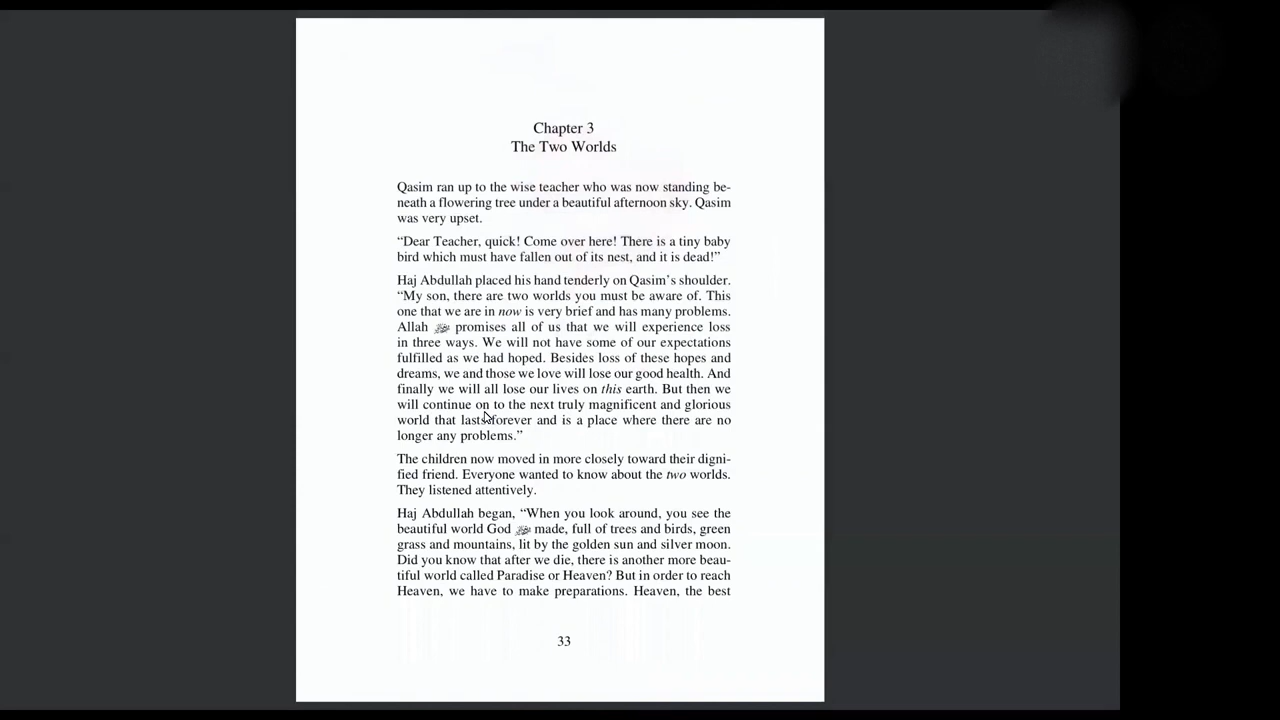 Chapter 3
The Two Worlds
Qasim ran up to the wise teacher who was now standing be-
neath a flowering tree under a beautiful afternoon sky. Qasim
was very upset.
“Dear Teacher, quick! Come over here! There is a tiny baby
bird which must have fallen out of its nest, and it is dead!”
Haj Abdullah placed his hand tenderly on Qasim’s shoulder.
“My son, there are two worlds you must be aware of. This
one that we are in now is very brief and has many problems.
Allah promises all of us that we will experience loss
in three ways. We will not have some of our expectations
fulfilled as we had hoped. Besides loss of these hopes and
dreams, we and those we love will lose our good health. And
finally we will all lose our lives on this earth. But then we
will continue on to the next truly magnificent and glorious
world that lasts forever and is a place where there are no
longer any problems.”
The children now moved in more closely toward their digni-
fied friend. Everyone wanted to know about the two worlds.
They listened attentively.
Haj Abdullah began, “When you look around, you see the
beautiful world God made, full of trees and birds, green
grass and mountains, lit by the golden sun and silver moon.
Did you know that after we die, there is another more beau-
tiful world called Paradise or Heaven? But in order to reach
Heaven, we have to make preparations. Heaven, the best
33